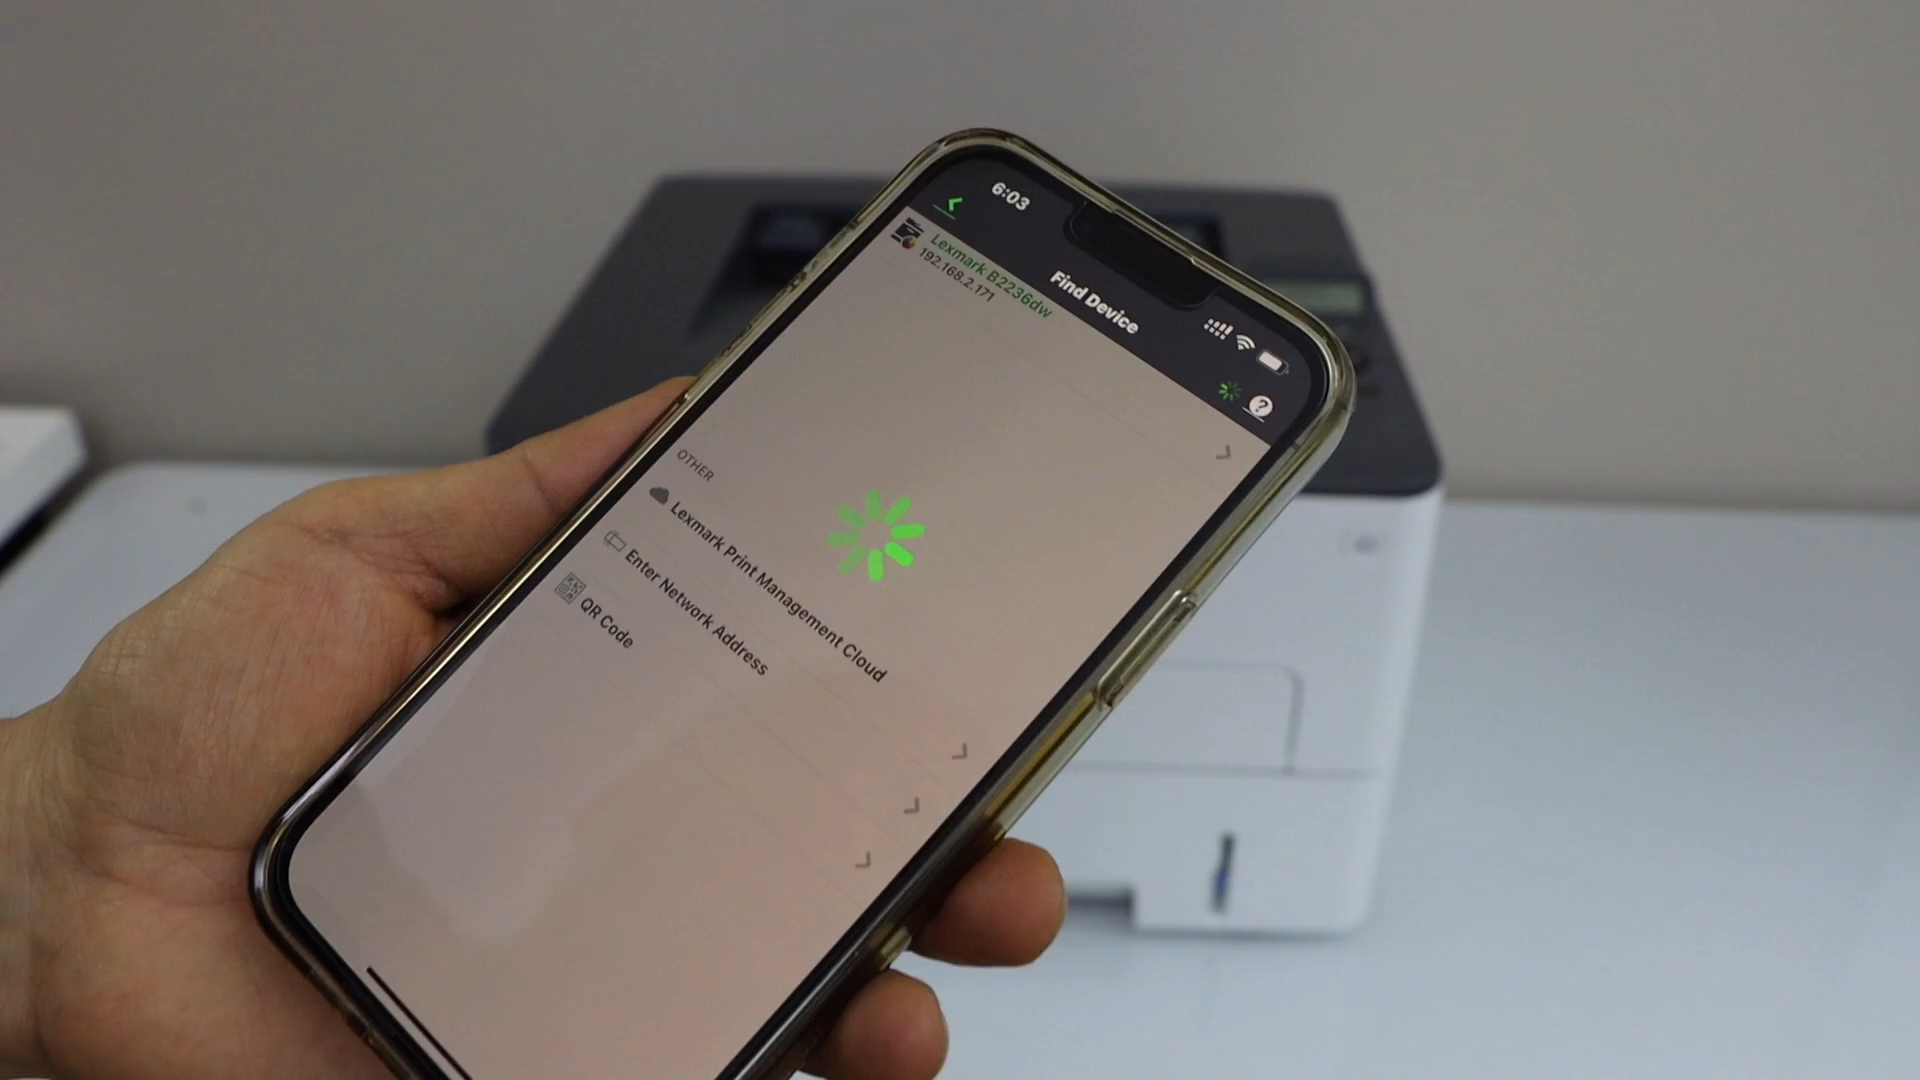 6:03
Find Device
Lexmark B2236dw
192.168.2.171
OTHER
Lexmark Print Management Cloud
Enter Network Address
QR Code